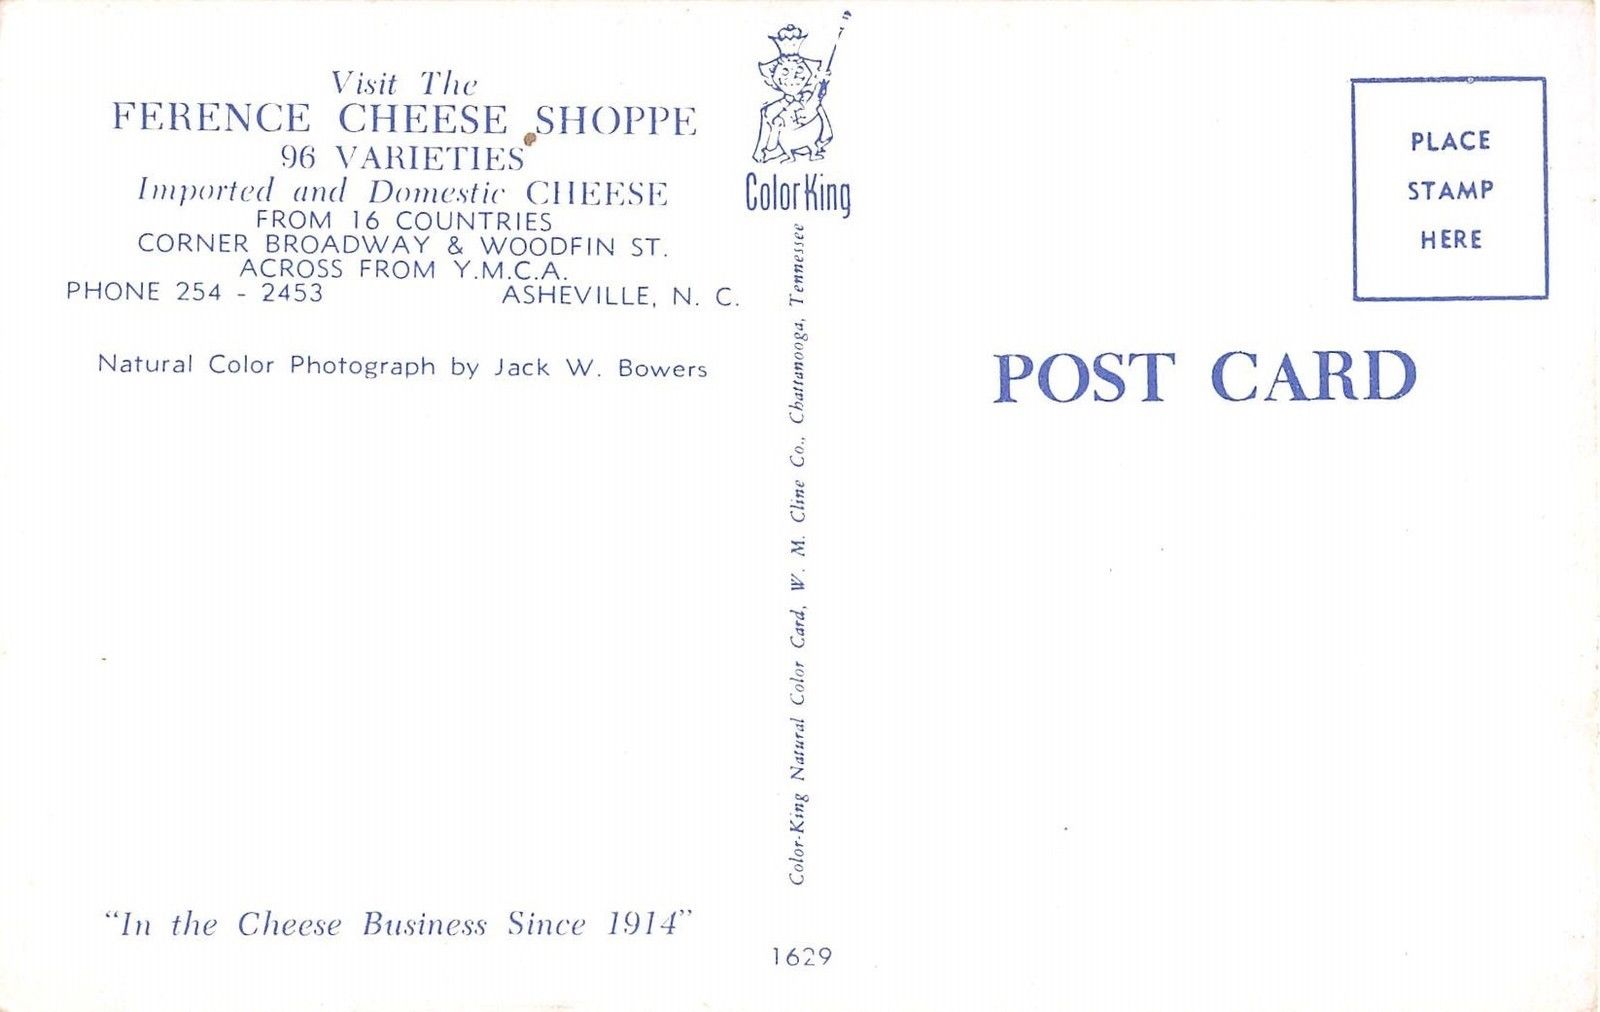 Visit The
FERENCE CHEESE SHOPPE
96 VARIETIES
Imported and Domestic CHEESE
FROM 16 COUNTRIES
CORNER BROADWAY & WOODFIN ST.
ACROSS FROM Y.M.C.A.
PHONE 254 - 2453 ASHEVILLE, N. C.
Natural Color Photograph by Jack W. Bowers
"In the Cheese Business Since 1914"
ColorKing
Color-King Natural Color Card, W. M. Cline Co., Chattanooga, Tennessee
1629
PLACE
STAMP
HERE
POST CARD